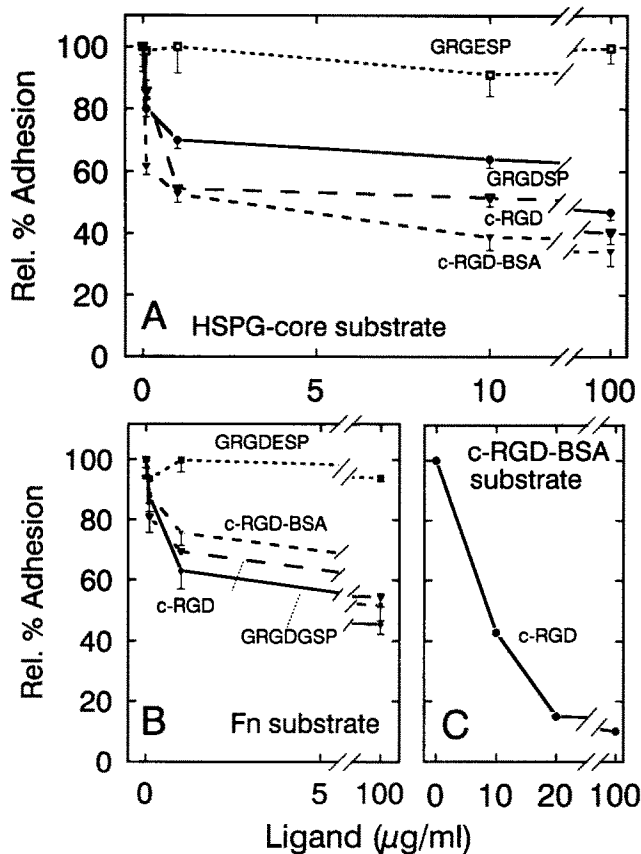 100
80
60
40
20
0
Rel. % Adhesion
GRGESP
GRGDSP
c-RGD
c-RGD-BSA
A HSPG-core substrate
0 5 10 100
100
80
60
40
20
0
Rel. % Adhesion
GRGDESP
c-RGD-BSA
c-RGD
GRGDGSP
B Fn substrate
0 5 100
c-RGD-BSA
substrate
c-RGD
C
0 10 20 100
Ligand (µg/ml)